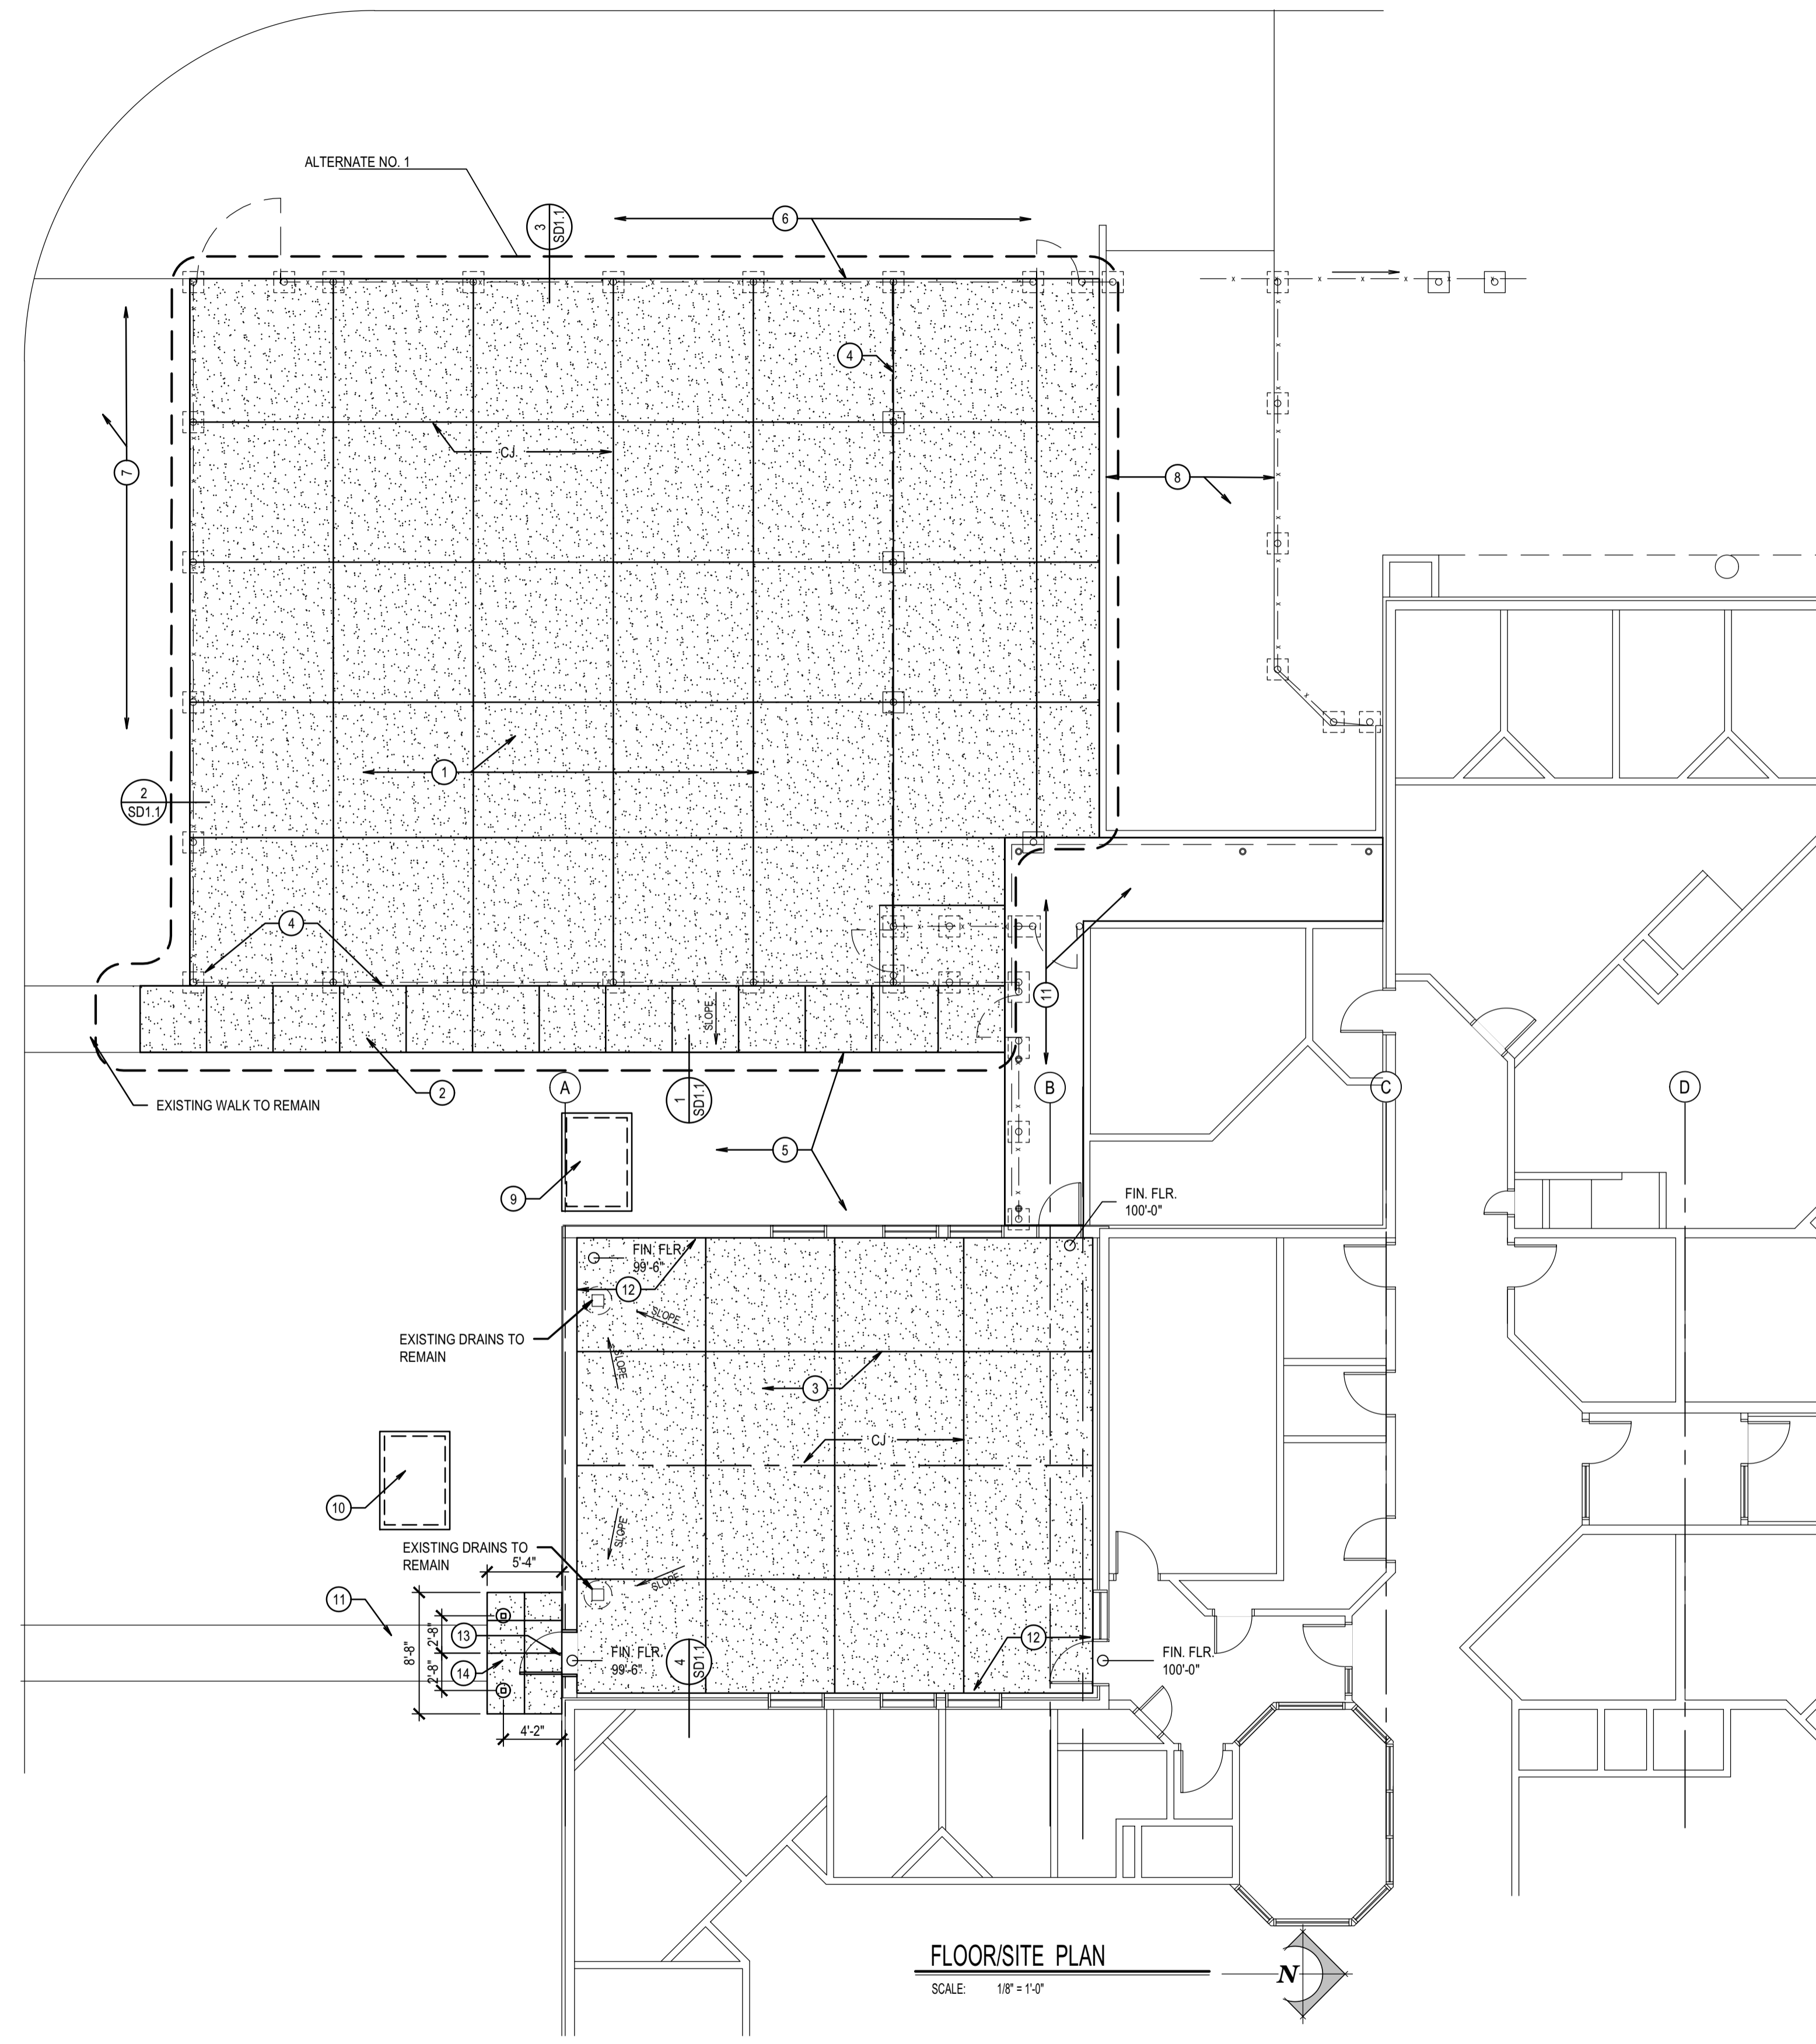 ALTERNATE NO. 1
3
SD1.1
6
4
CJ
7
8
1
2
SD1.1
4
11
SLOPE
2
1
SD1.1
A
B
C
D
EXISTING WALK TO REMAIN
5
9
FIN. FLR.
100'-0"
FIN. FLR.
99'-6"
12
SLOPE
EXISTING DRAINS TO
REMAIN
SLOPE
3
CJ
10
SLOPE
EXISTING DRAINS TO
REMAIN
5'-4"
SLOPE
11
2'-8"
13
8'-8"
12
FIN. FLR.
99'-6"
4
SD1.1
FIN. FLR.
100'-0"
14
2'-8"
4'-2"
FLOOR/SITE PLAN
SCALE: 1/8" = 1'-0"
N